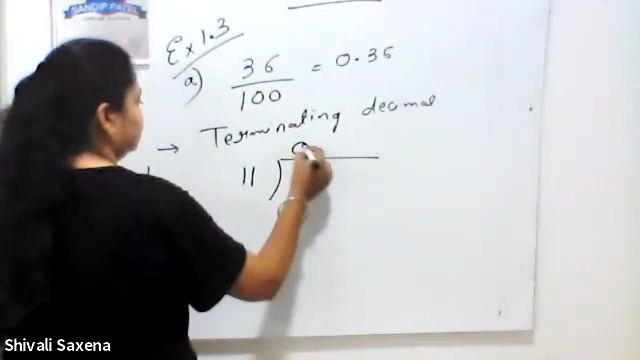 SANDIP PATEL
Ex 1.3
a) 36/100 = 0.36
→ Terminating decimal
11
Shivali Saxena